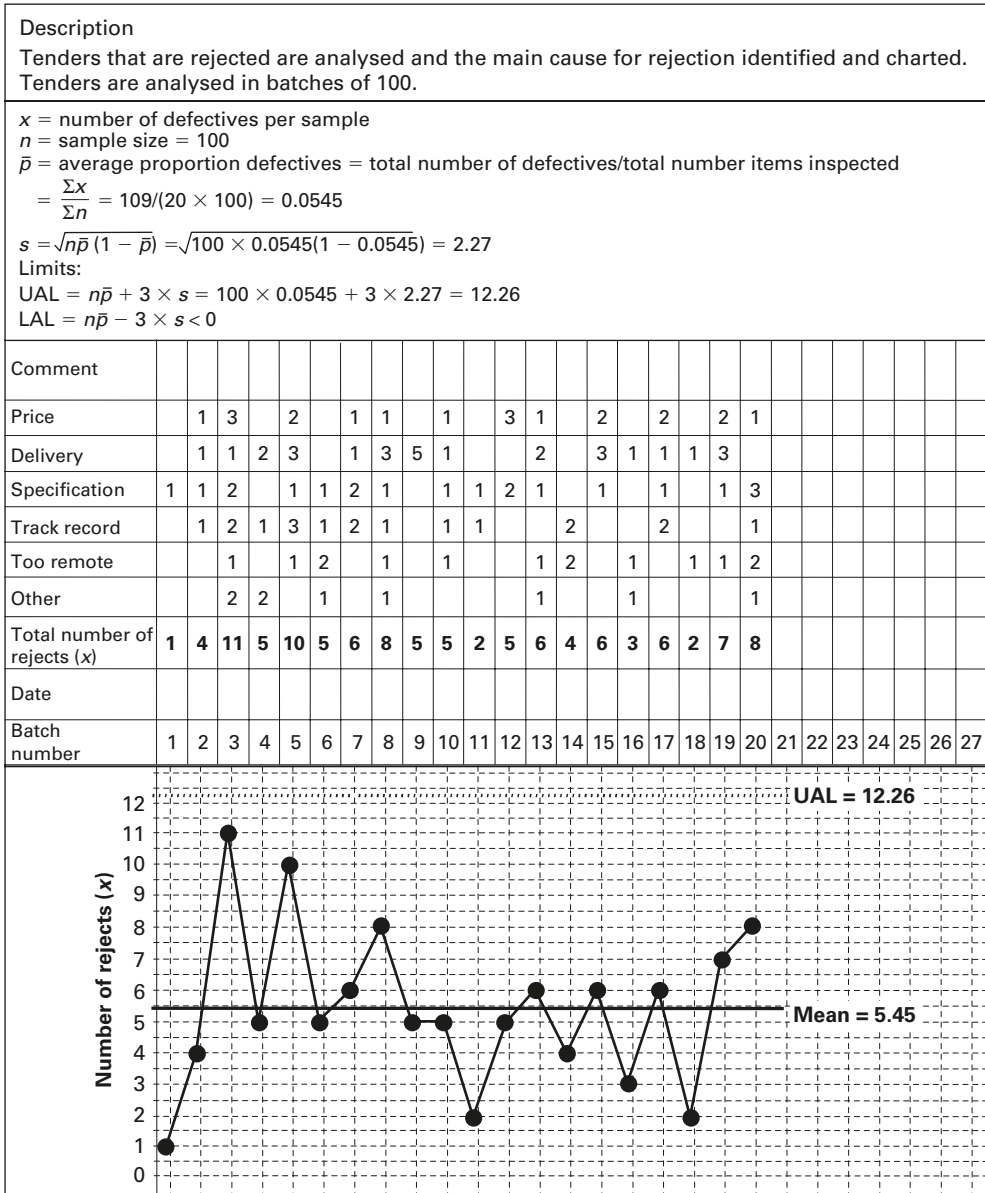 Description
Tenders that are rejected are analysed and the main cause for rejection identified and charted.
Tenders are analysed in batches of 100.
x = number of defectives per sample
n = sample size = 100
p̄ = average proportion defectives = total number of defectives/total number items inspected
= Σx/Σn = 109/(20 × 100) = 0.0545
s = √np̄ (1 − p̄) = √100 × 0.0545(1 − 0.0545) = 2.27
Limits:
UAL = np̄ + 3 × s = 100 × 0.0545 + 3 × 2.27 = 12.26
LAL = np̄ − 3 × s < 0
Comment
Price 1 3 2 1 1 1 3 1 2 2 2 1
Delivery 1 1 2 3 1 3 5 1 2 3 1 1 1 3
Specification 1 1 2 1 1 2 1 1 1 2 1 1 1 1 3
Track record 1 2 1 3 1 2 1 1 1 2 2 1
Too remote 1 1 2 1 1 1 2 1 1 1 2
Other 2 2 1 1 1 1 1
Total number of
rejects (x) 1 4 11 5 10 5 6 8 5 5 2 5 6 4 6 3 6 2 7 8
Date
Batch
number 1 2 3 4 5 6 7 8 9 10 11 12 13 14 15 16 17 18 19 20 21 22 23 24 25 26 27
Number of rejects (x)
12
11
10
9
8
7
6
5
4
3
2
1
0
UAL = 12.26
Mean = 5.45